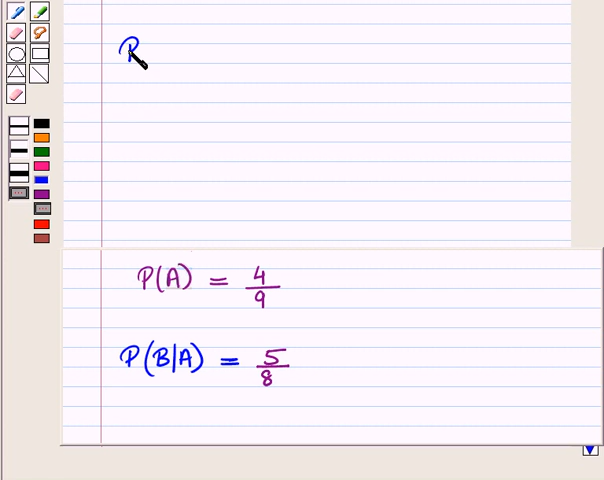 P
P(A) = 4/9
P(B|A) = 5/8